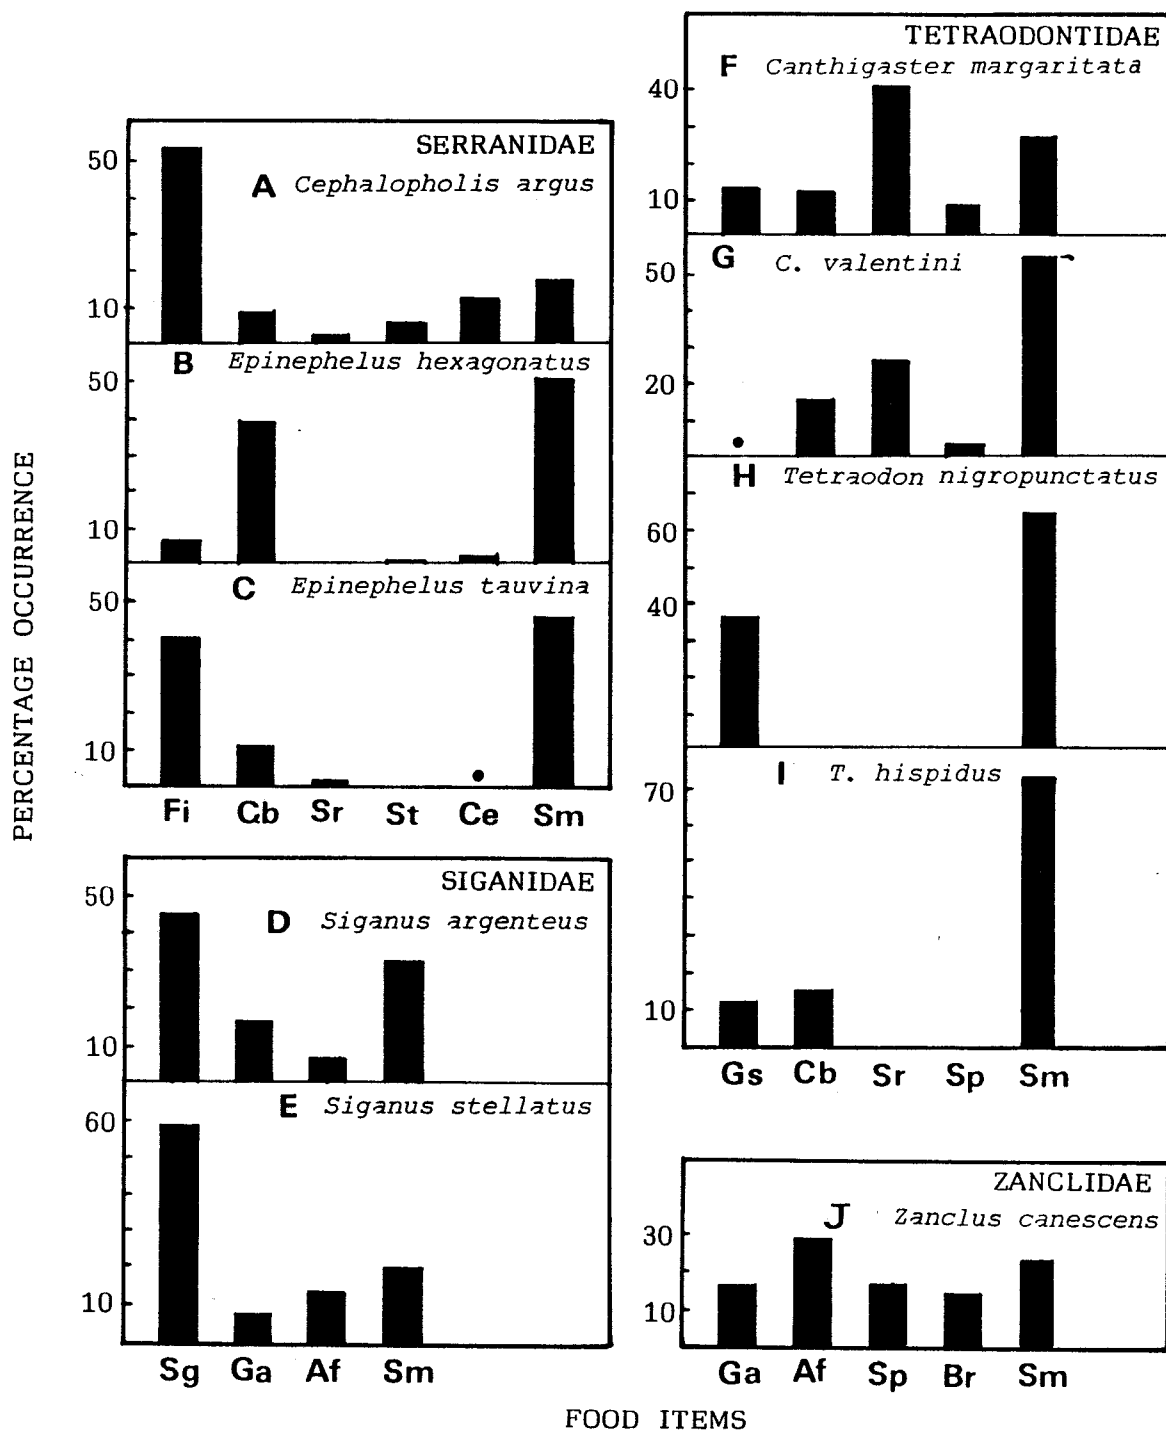 PERCENTAGE OCCURRENCE
SERRANIDAE
A Cephalopholis argus
50
10
B Epinephelus hexagonatus
50
10
C Epinephelus tauvina
50
10
Fi Cb Sr St Ce Sm
SIGANIDAE
50
D Siganus argenteus
10
E Siganus stellatus
60
10
Sg Ga Af Sm
TETRAODONTIDAE
F Canthigaster margaritata
40
10
G C. valentini
50
20
H Tetraodon nigropunctatus
60
40
I T. hispidus
70
10
Gs Cb Sr Sp Sm
ZANCLIDAE
J Zanclus canescens
30
10
Ga Af Sp Br Sm
FOOD ITEMS